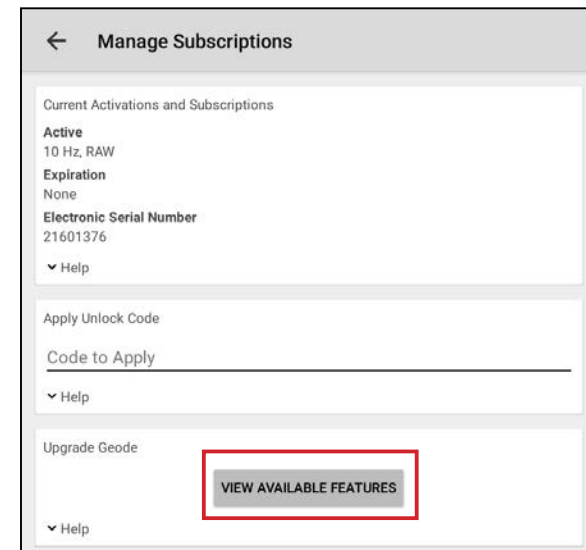 Manage Subscriptions
Current Activations and Subscriptions
Active
10 Hz, RAW
Expiration
None
Electronic Serial Number
21601376
Help
Apply Unlock Code
Code to Apply
Help
Upgrade Geode
VIEW AVAILABLE FEATURES
Help